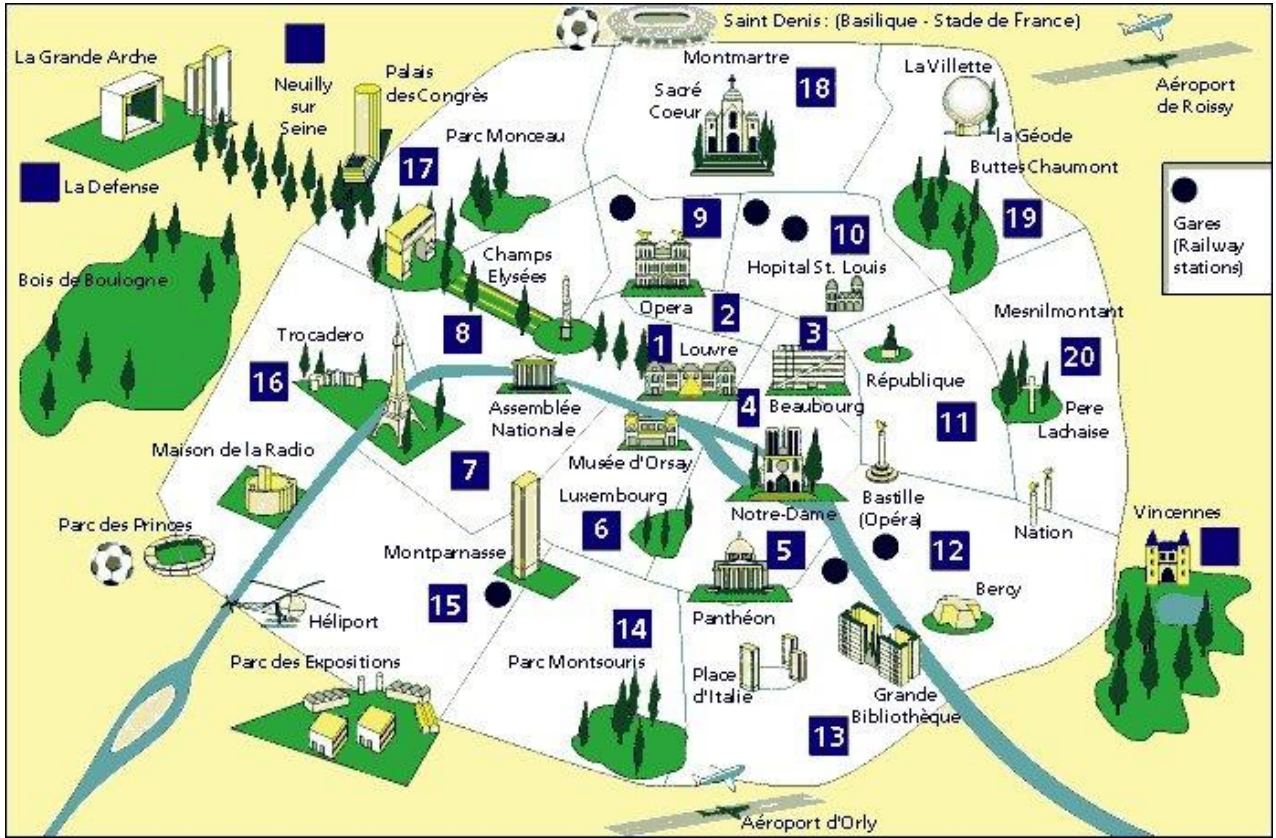 Saint Denis : (Basilique - Stade de France)
La Grande Arche
Neuilly
sur
Seine
Palais
des Congrès
Montmartre
18
Sacré
Coeur
La Villette
la Géode
Aéroport
de Roissy
La Defense
17
Parc Monceau
Buttes Chaumont
19
Gares
(Railway
stations)
9
10
Hopital St. Louis
Champs
Elysées
Opera
2
Bois de Boulogne
8
3
Mesnilmontant
20
Trocadero
16
1
Louvre
République
Assemblée
Nationale
4
Beaubourg
11
Pere
Lachaise
Maison de la Radio
7
Musée d'Orsay
Bastille
(Opéra)
Nation
Luxembourg
6
Notre-Dame
Parc des Princes
Montparnasse
5
12
Vincennes
Bercy
15
Héliport
14
Panthéon
Parc des Expositions
Parc Montsouris
Place
d'Italie
Grande
Bibliothèque
13
Aéroport d'Orly